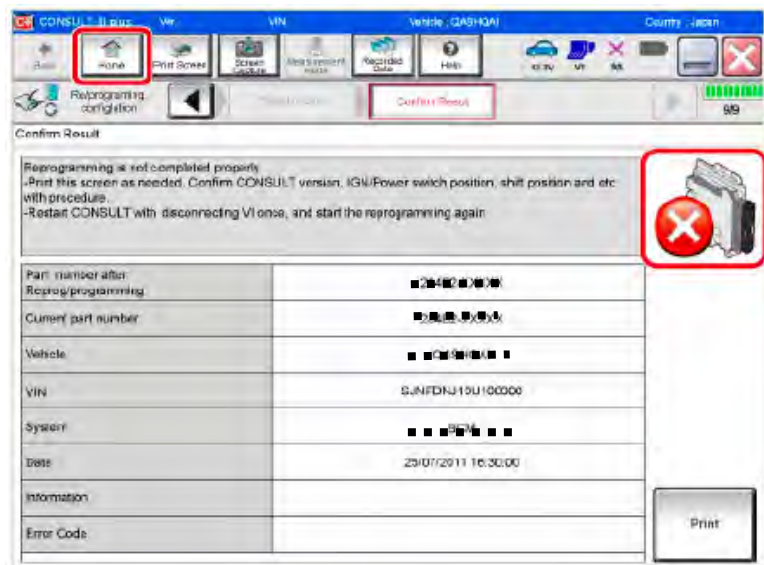 CONSULT-III plus Ver. VIN Vehicle : QASHQAI Country : Japan
Back Home Print Screen Screen Capture Measurement Mode Recorded Data Help VI
Reprograming Confirm Result 9/9
Confirm Result
Reprogramming is not completed properly
-Print this screen as needed. Confirm CONSULT version, IGN/Power switch position, shift position and etc
with procedure.
-Restart CONSULT with disconnecting VI once, and start the reprogramming again
Part number after
Reprog/programming
Current part number
Vehicle
VIN
System
Date 25/07/2011 16:30:00
Information
Error Code
Print